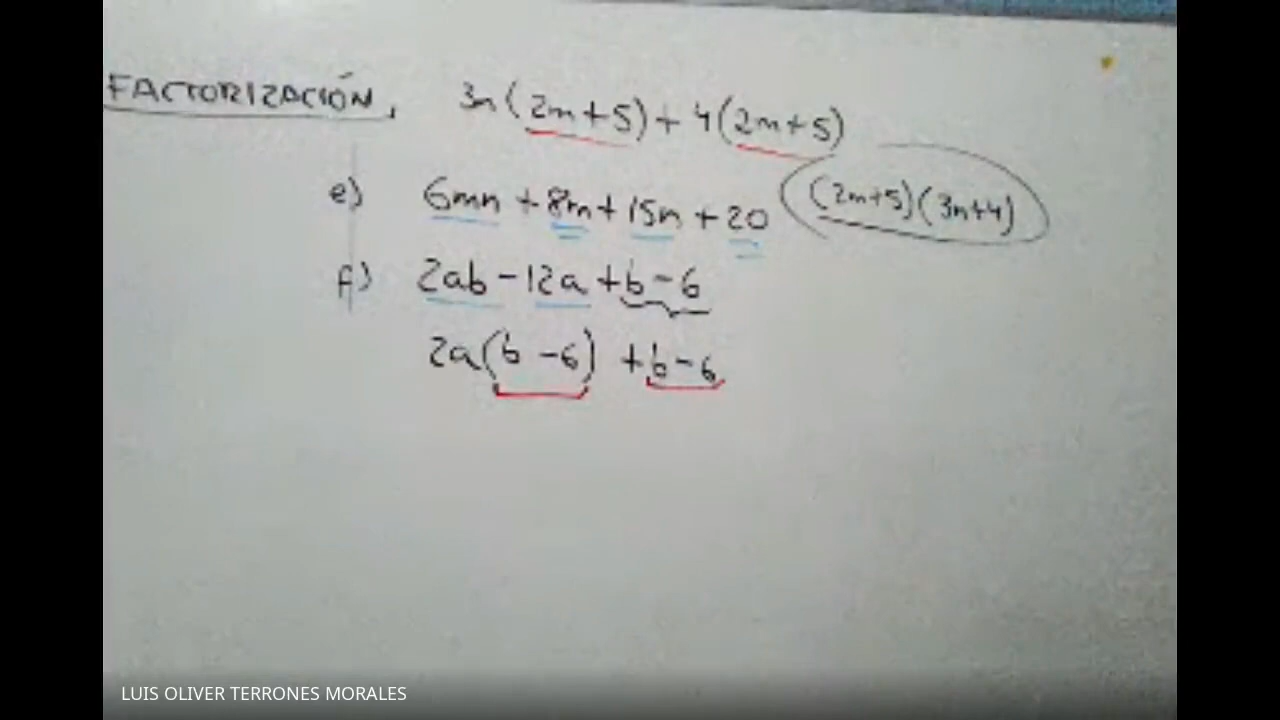 FACTORIZACIÓN. 3n(2m+5)+4(2m+5)
e) 6mn+8m+15n+20 (2m+5)(3n+4)
f) 2ab-12a+b-6
2a(b-6) +b-6
LUIS OLIVER TERRONES MORALES